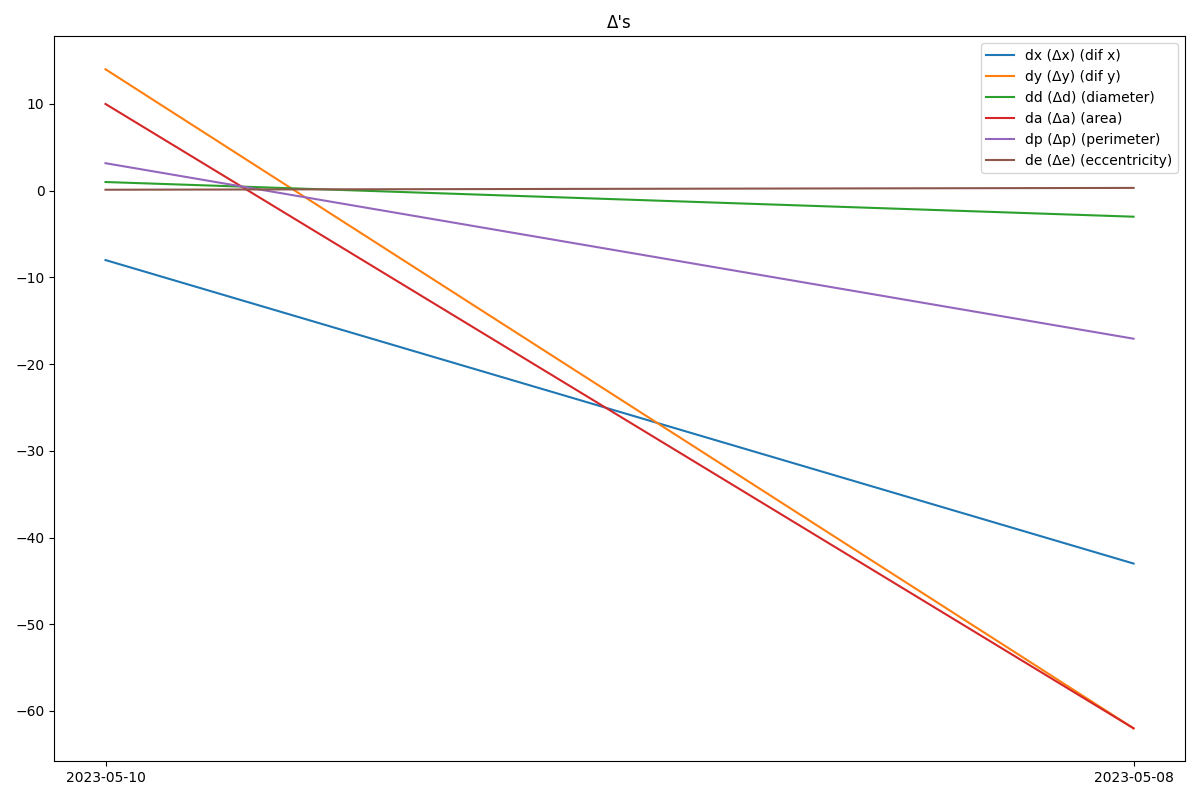 Δ's
dx (Δx) (dif x)
dy (Δy) (dif y)
dd (Δd) (diameter)
da (Δa) (area)
dp (Δp) (perimeter)
de (Δe) (eccentricity)
10
0
−10
−20
−30
−40
−50
−60
2023-05-10 2023-05-08